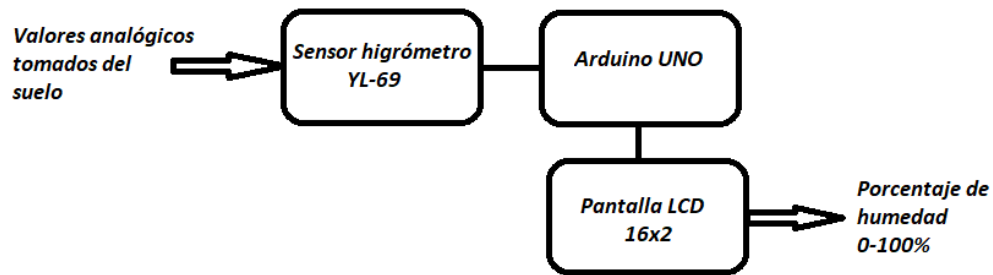 Valores analógicos
tomados del
suelo
Sensor higrómetro
YL-69
Arduino UNO
Pantalla LCD
16x2
Porcentaje de
humedad
0-100%